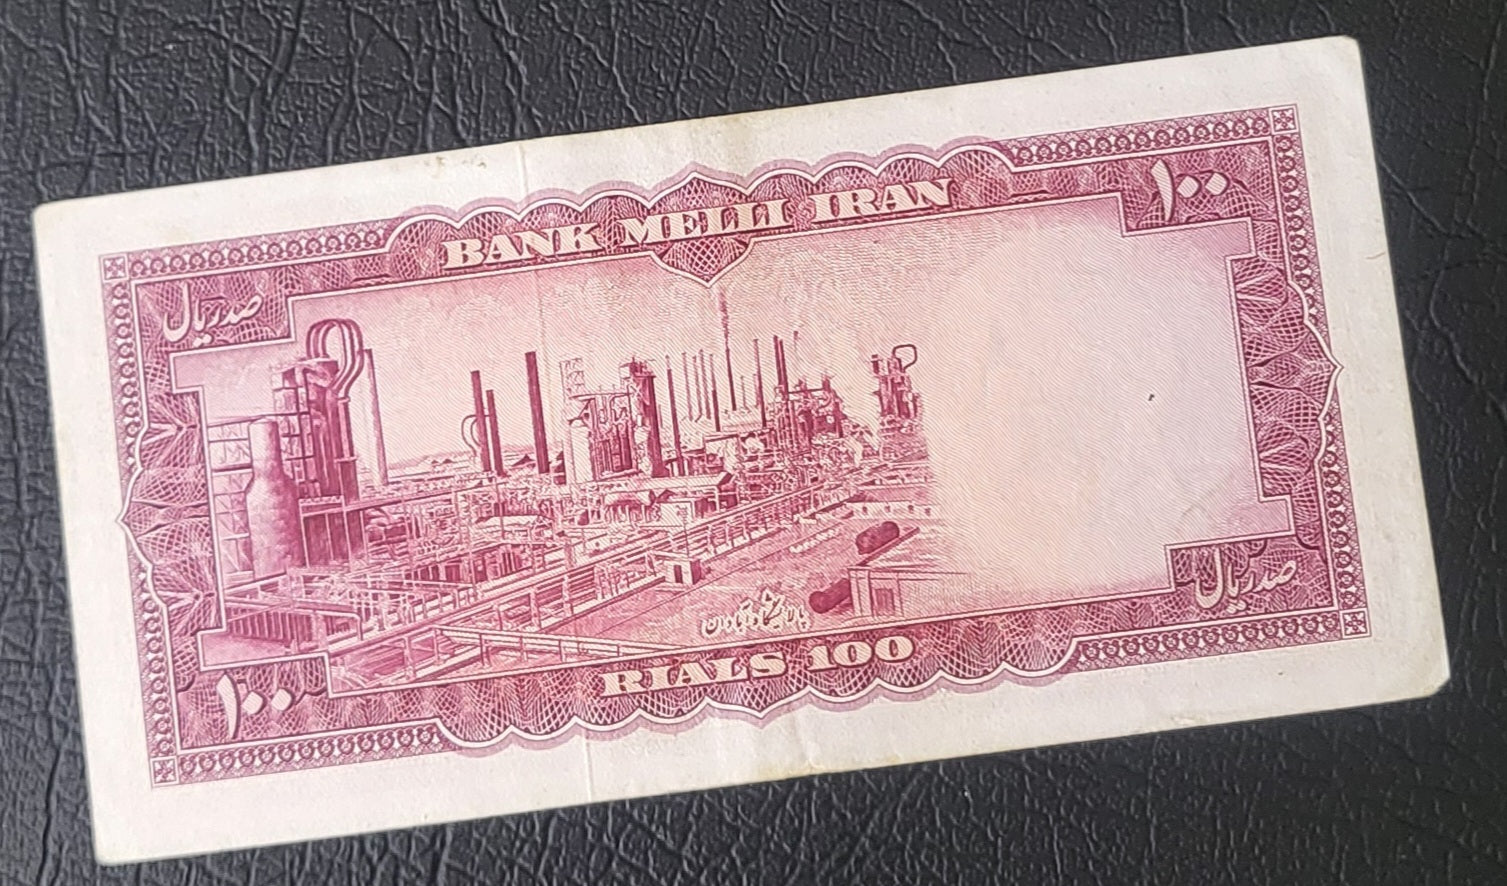 BANK MELLI IRAN
۱۰۰
صد ریال
پالایشگاه آبادان
صد ریال
۱۰۰
RIALS 100